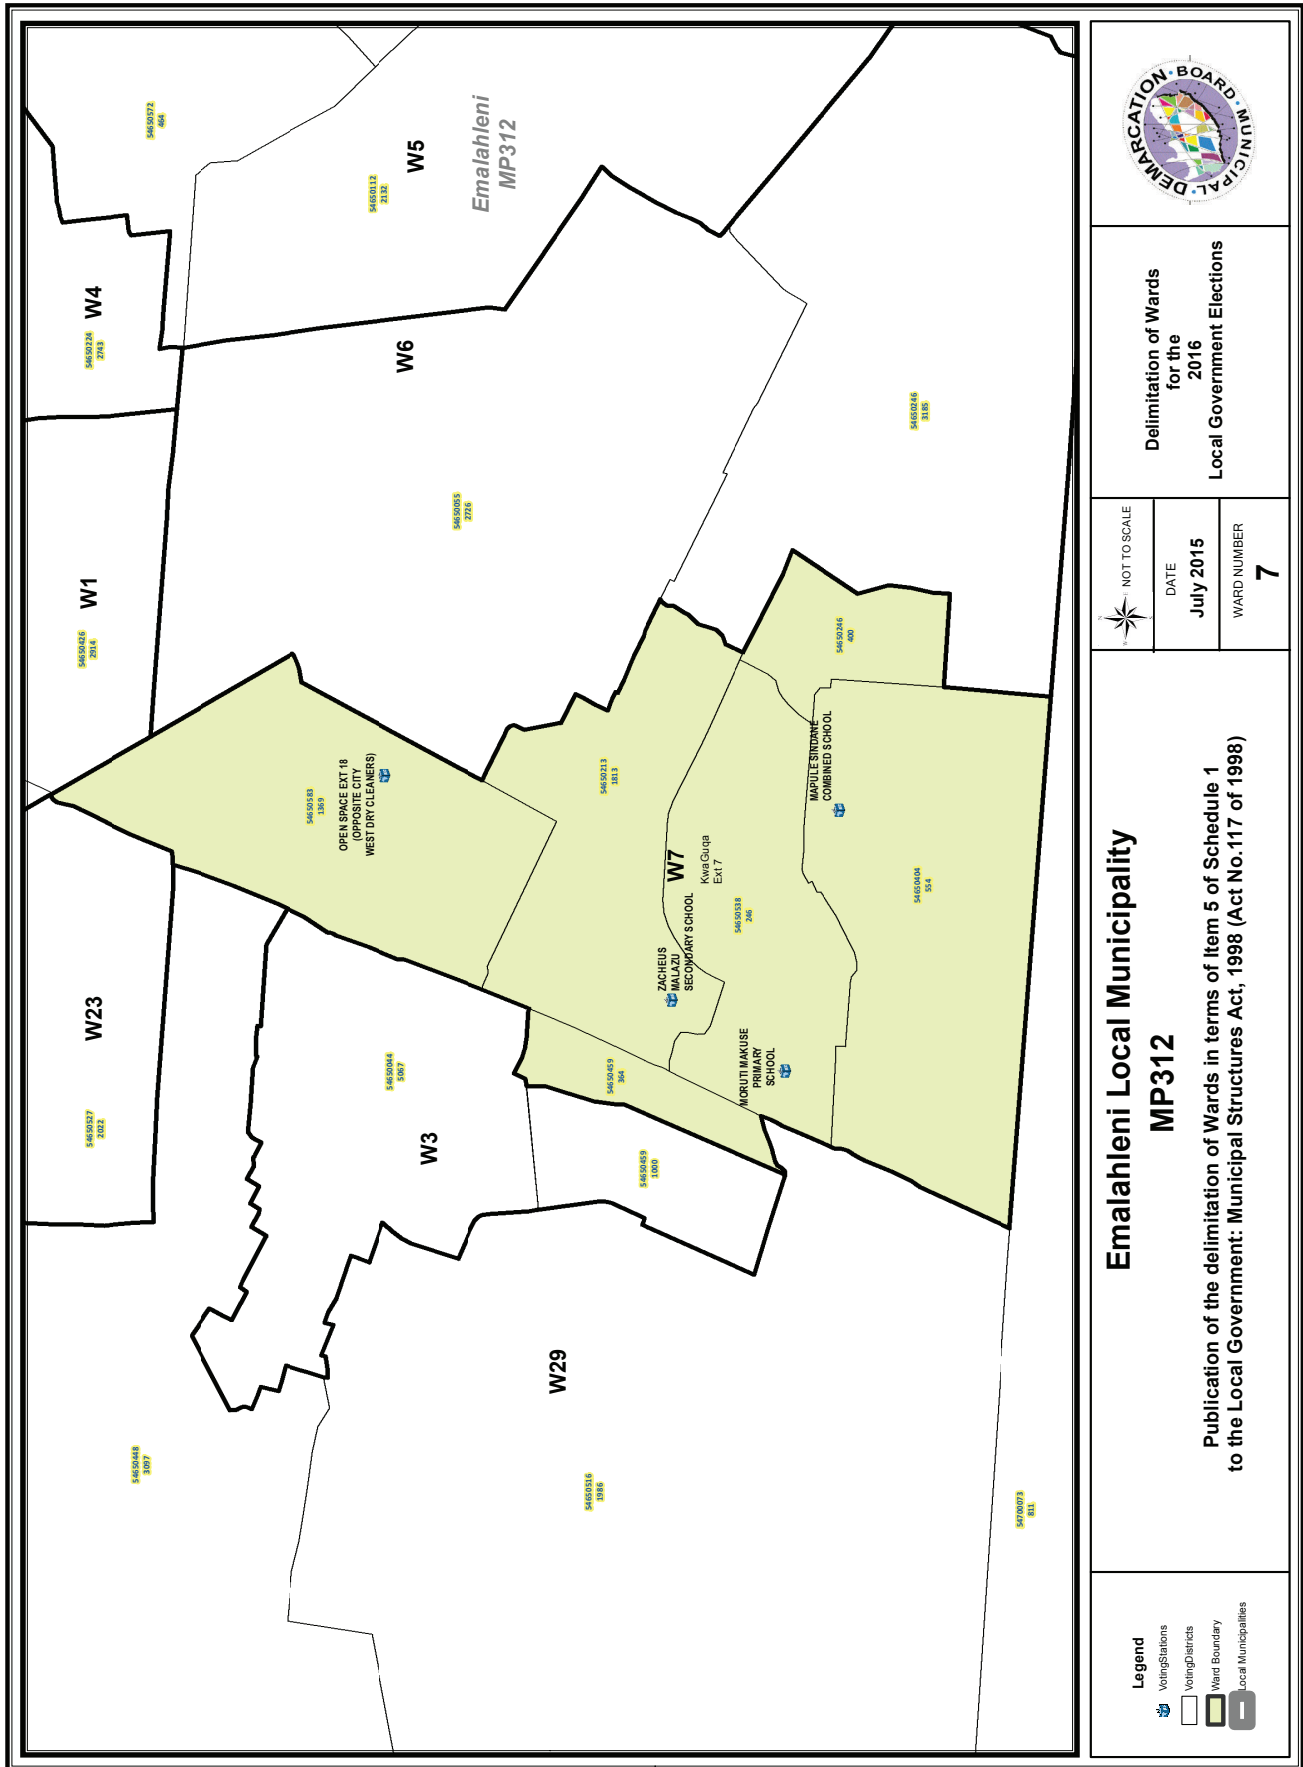 54650448
3097
54650527
2022
W23
54650426
2914
W1
54650224
2743
W4
54650572
464
54650583
1369
OPEN SPACE EXT 18
(OPPOSITE CITY
WEST DRY CLEANERS)
54650044
5067
W3
W6
54650112
2132
W5
Emalahleni
MP312
54650055
2726
W29
54650516
1986
54650459
364
54650459
1000
54650213
1813
ZACHEUS
MALAZU
SECONDARY SCHOOL
W7
KwaGuqa
Ext 7
54650538
246
MORUTI MAKUSE
PRIMARY
SCHOOL
MAPULE SINDANE
COMBINED SCHOOL
54650246
400
54650246
3185
54650404
554
54700073
811
Legend
VotingStations
VotingDistricts
Ward Boundary
Local Municipalities
Emalahleni Local Municipality
MP312
Publication of the delimitation of Wards in terms of Item 5 of Schedule 1
to the Local Government: Municipal Structures Act, 1998 (Act No.117 of 1998)
N
W
E
S
NOT TO SCALE
DATE
July 2015
WARD NUMBER
7
Delimitation of Wards
for the
2016
Local Government Elections
MUNICIPAL • DEMARCATION • BOARD •